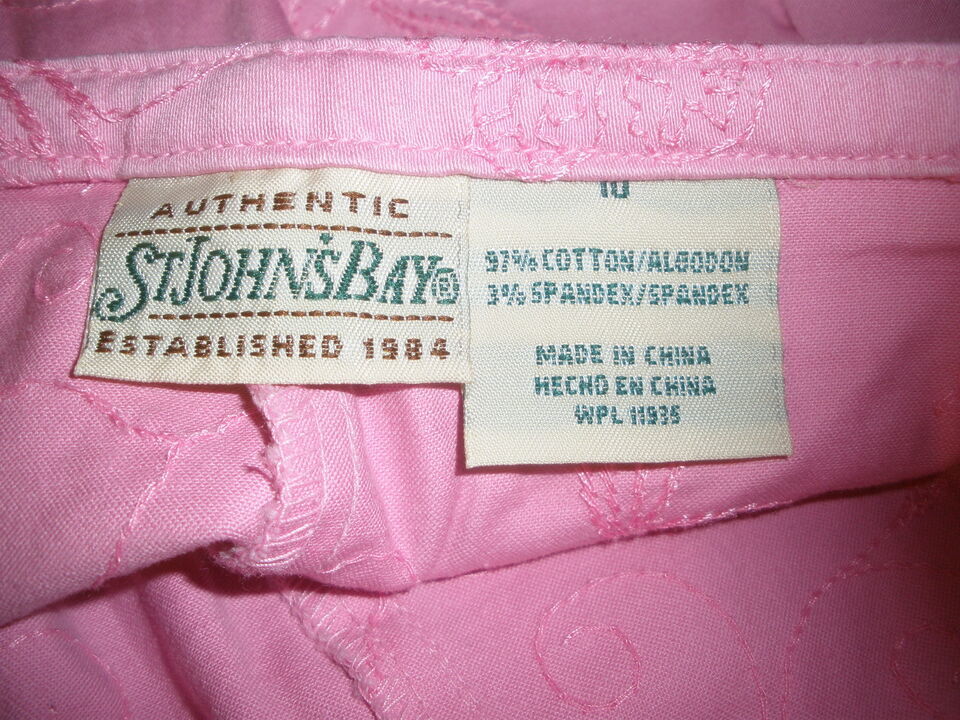 AUTHENTIC
ST JOHN'S BAY®
ESTABLISHED 1984
10
97% COTTON/ALGODON
3% SPANDEX/SPANDEX
MADE IN CHINA
HECHO EN CHINA
WPL 11935